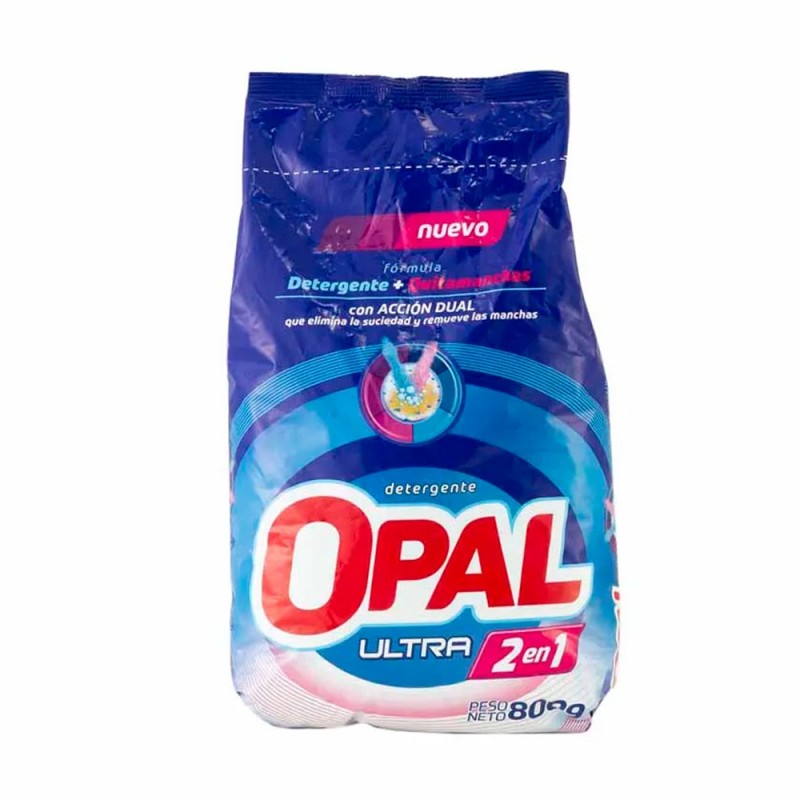 nuevo
fórmula
Detergente + Quitamanchas
con ACCIÓN DUAL
que elimina la suciedad y remueve las manchas
detergente
OPAL
ULTRA 2 en 1
PESO NETO 800g